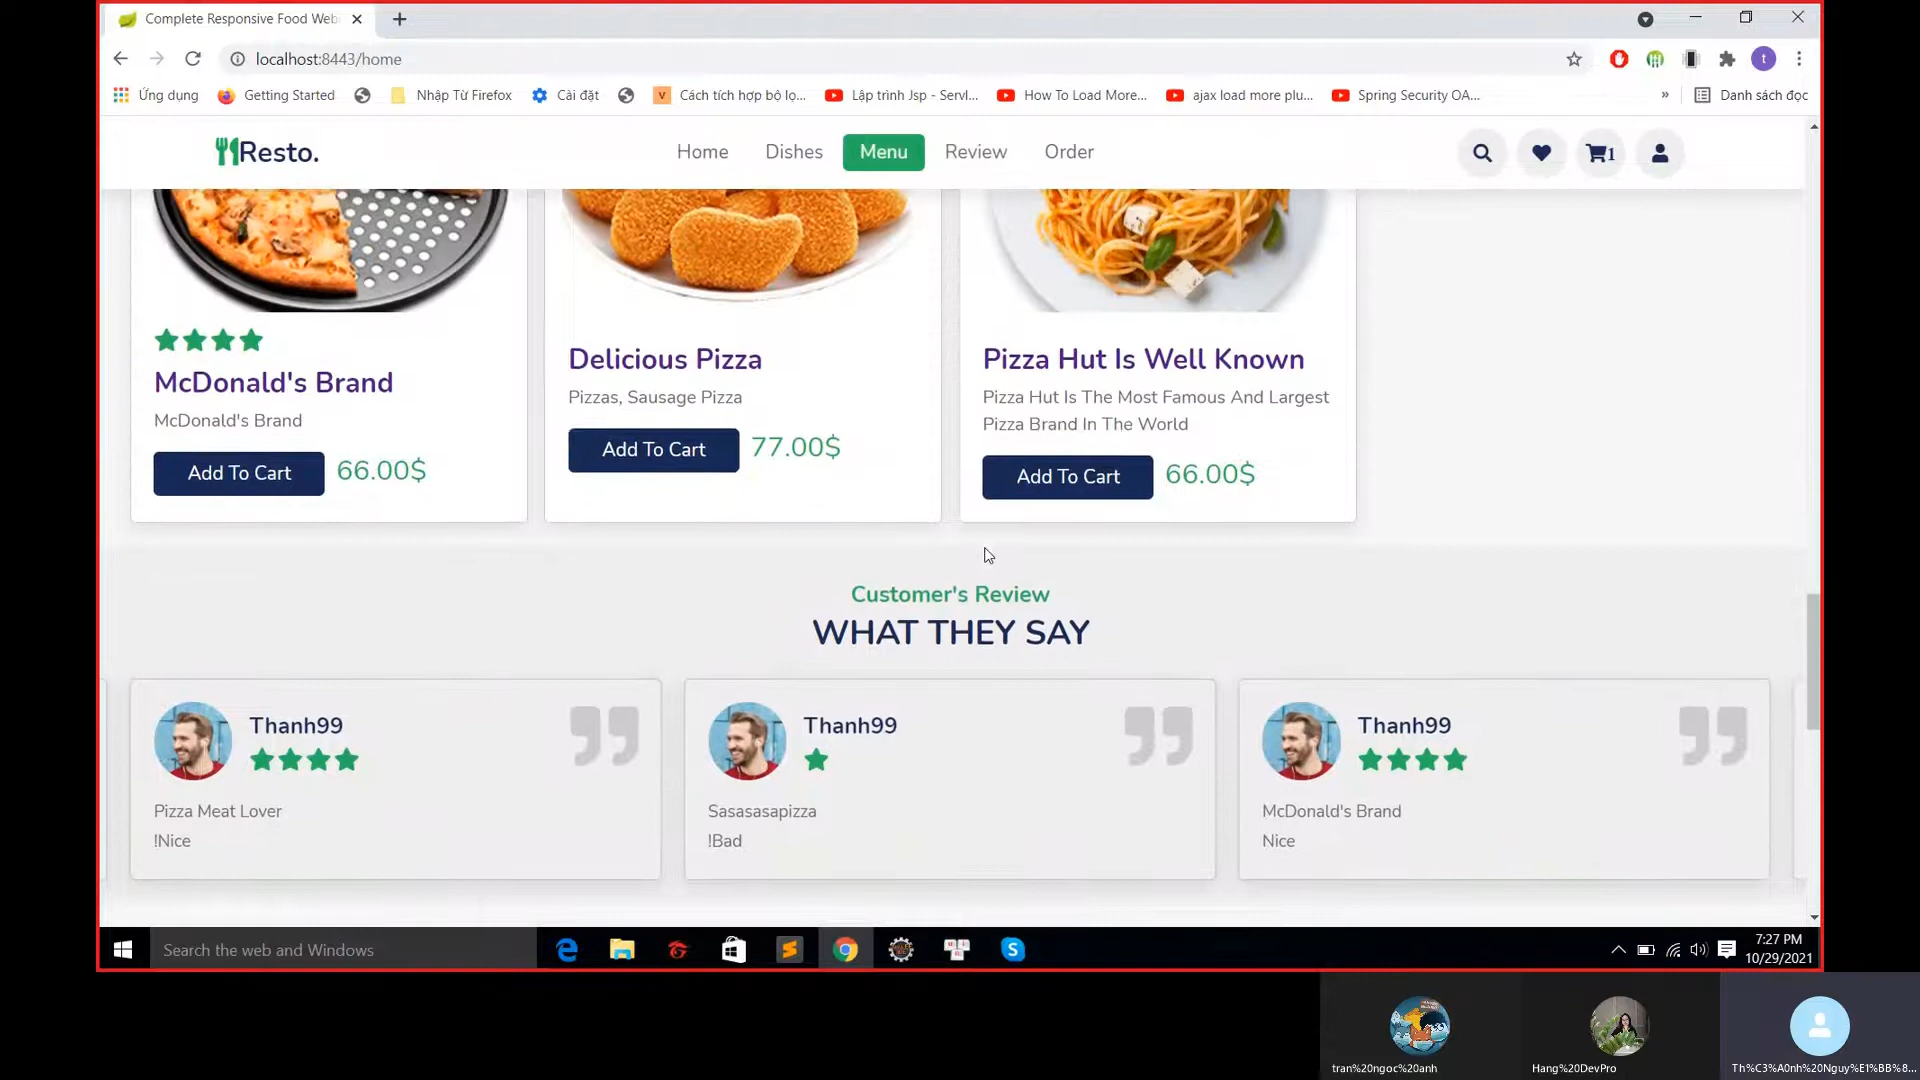 Complete Responsive Food Web
localhost:8443/home
t
Ứng dụng
Getting Started
Nhập Từ Firefox
Cài đặt
V
Cách tích hợp bộ lọ...
Lập trình Jsp - Servl...
How To Load More...
ajax load more plu...
Spring Security OA...
»
Danh sách đọc
Resto.
Home
Dishes
Menu
Review
Order
1
McDonald's Brand
McDonald's Brand
Add To Cart
66.00$
Delicious Pizza
Pizzas, Sausage Pizza
Add To Cart
77.00$
Pizza Hut Is Well Known
Pizza Hut Is The Most Famous And Largest
Pizza Brand In The World
Add To Cart
66.00$
Customer's Review
WHAT THEY SAY
Thanh99
Pizza Meat Lover
!Nice
Thanh99
Sasasasapizza
!Bad
Thanh99
McDonald's Brand
Nice
Search the web and Windows
7:27 PM
10/29/2021
tran%20ngoc%20anh
Hang%20DevPro
Th%C3%A0nh%20Nguy%E1%BB%8...